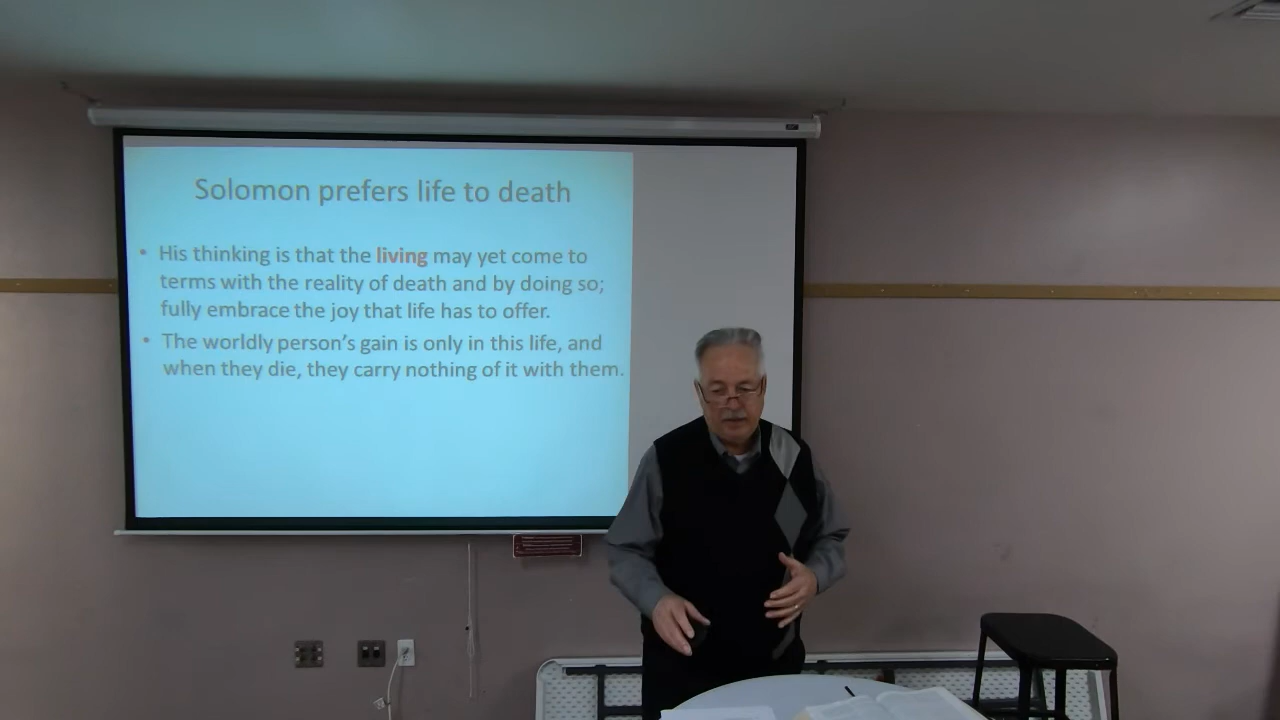 Solomon prefers life to death
• His thinking is that the living may yet come to
terms with the reality of death and by doing so;
fully embrace the joy that life has to offer.
• The worldly person's gain is only in this life, and
when they die, they carry nothing of it with them.